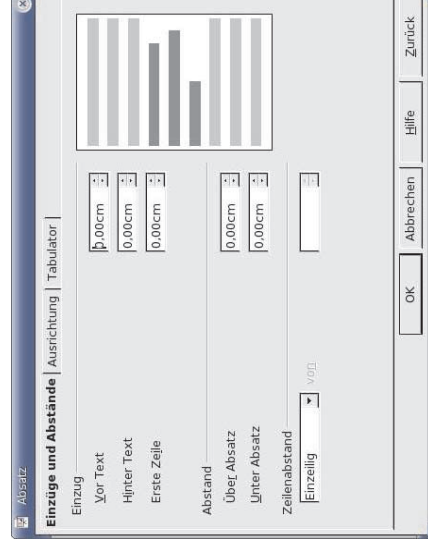 Absatz
Einzüge und Abstände Ausrichtung Tabulator
Einzug
Vor Text 0,00cm
Hinter Text 0,00cm
Erste Zeile 0,00cm
Abstand
Über Absatz 0,00cm
Unter Absatz 0,00cm
Zeilenabstand
Einzeilig von
OK Abbrechen Hilfe Zurück